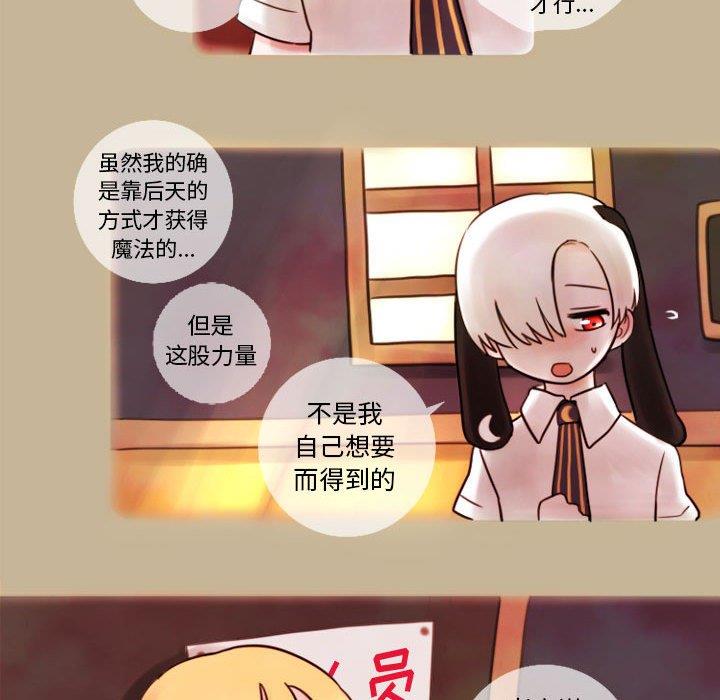 才行...
虽然我的确
是靠后天的
方式才获得
魔法的...
但是
这股力量
不是我
自己想要
而得到的
员